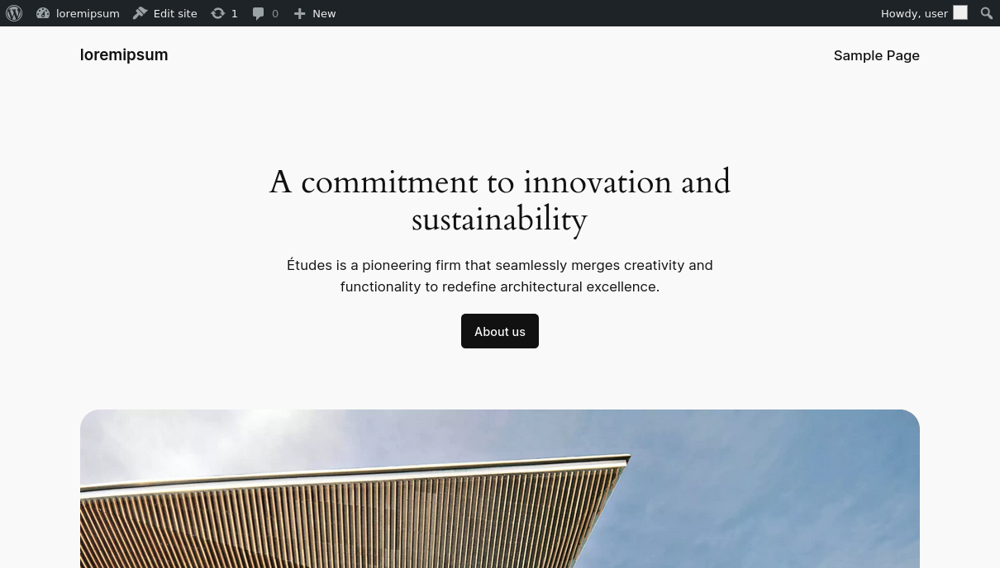 loremipsum Edit site 1 0 New Howdy, user
loremipsum Sample Page
A commitment to innovation and
sustainability
Études is a pioneering firm that seamlessly merges creativity and
functionality to redefine architectural excellence.
About us